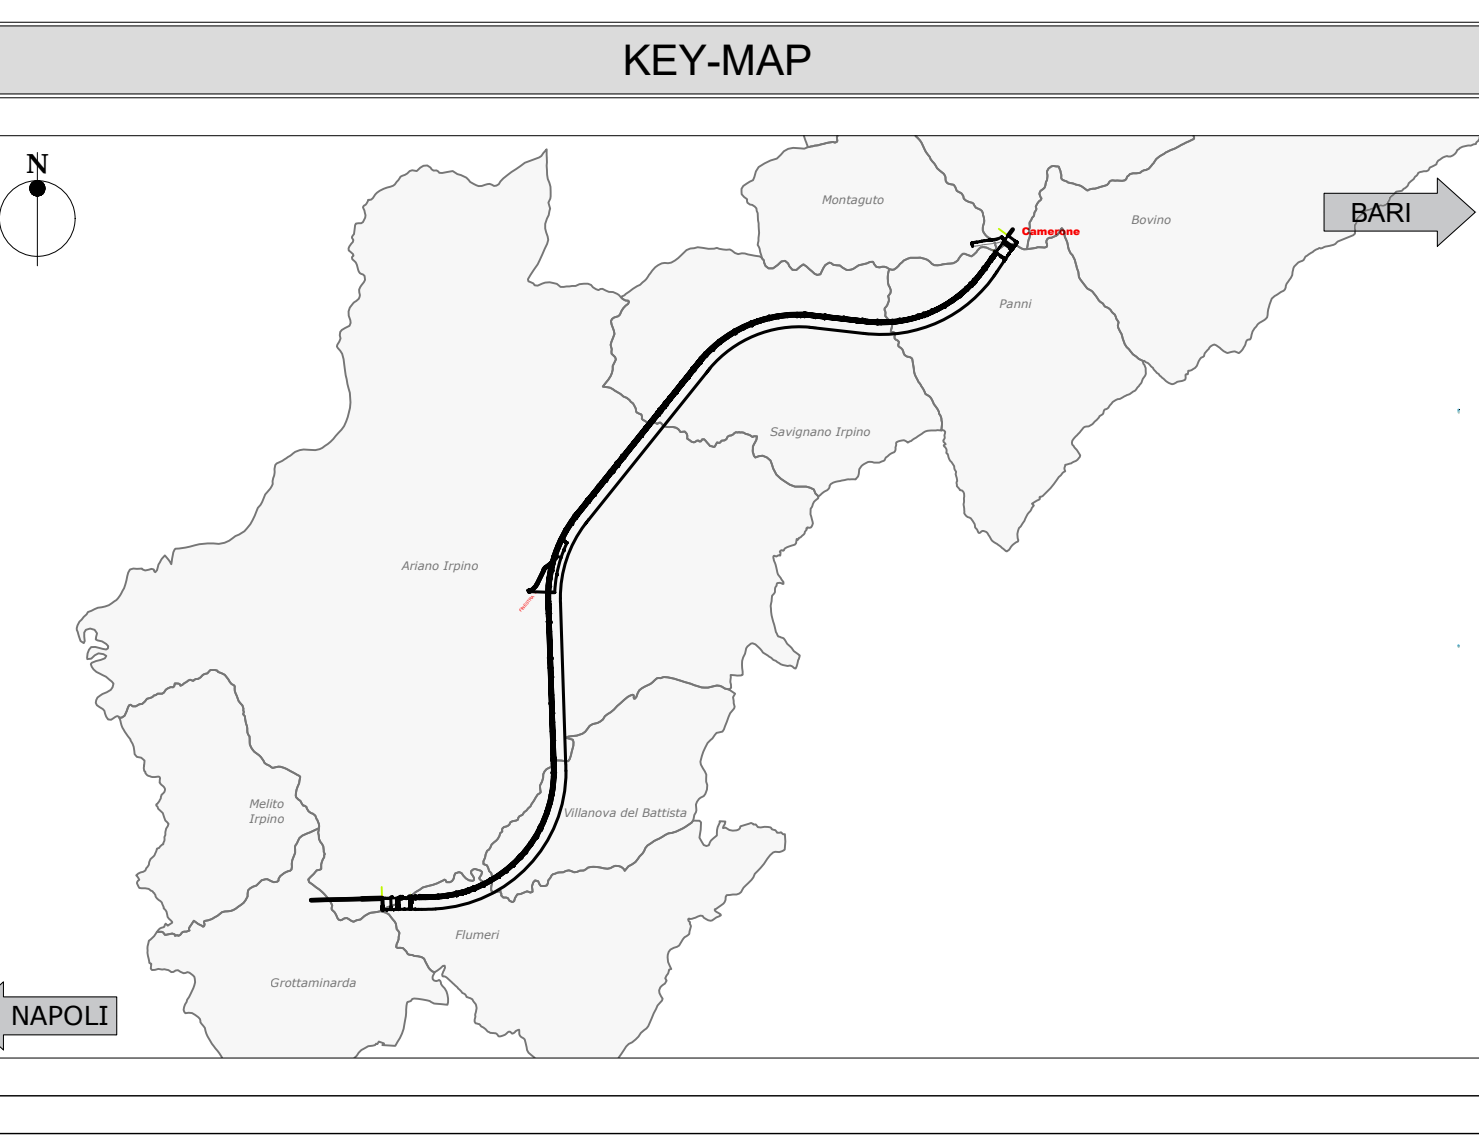 KEY-MAP
N
Montaguto
Bovino
BARI
Camerone
Panni
Savignano Irpino
Ariano Irpino
Melito
Irpino
Villanova del Battista
Flumeri
Grottaminarda
NAPOLI